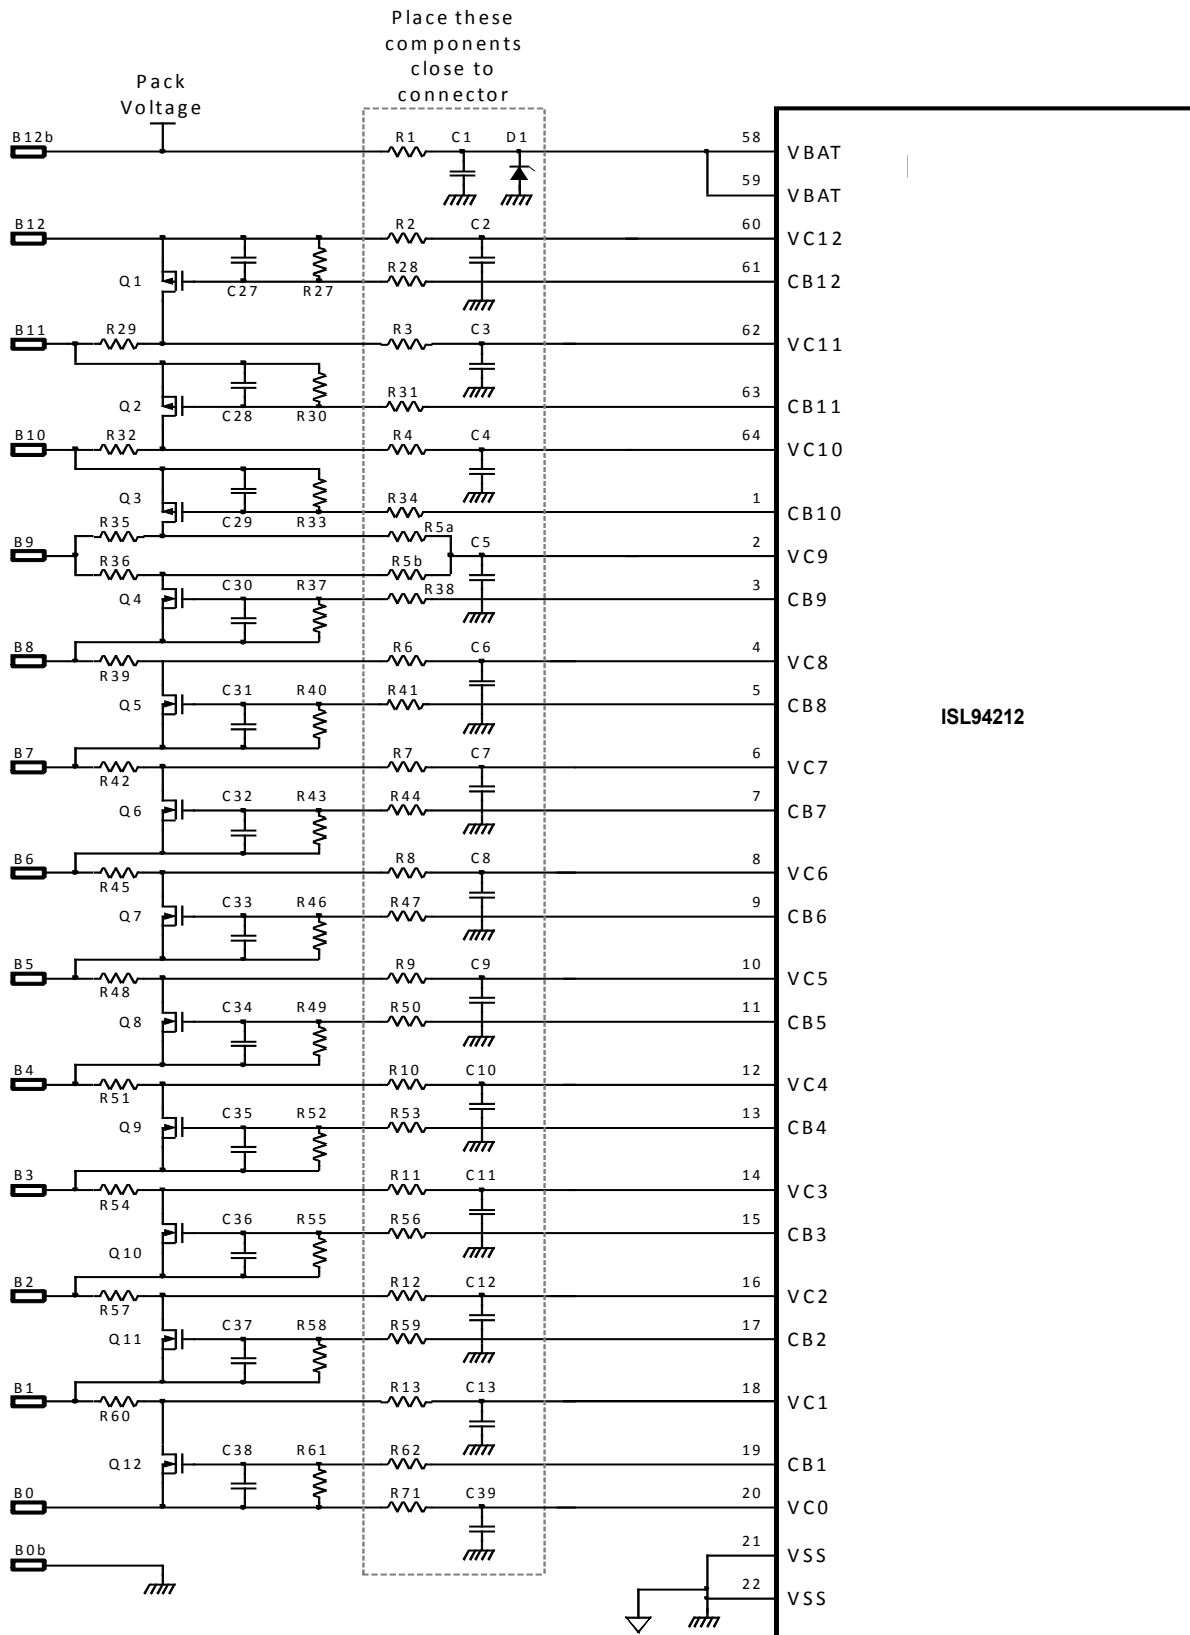 Place these
components
close to
connector
Pack
Voltage
B12b R1 C1 D1 58 VBAT
59 VBAT
B12 R2 C2 60 VC12
Q1 C27 R27 R28 61 CB12
B11 R29 R3 C3 62 VC11
Q2 C28 R30 R31 63 CB11
B10 R32 R4 C4 64 VC10
Q3 C29 R33 R34 1 CB10
R35 R5a
B9 C5 2 VC9
R36 R5b
Q4 C30 R37 R38 3 CB9
B8 R39 R6 C6 4 VC8
Q5 C31 R40 R41 5 CB8
ISL94212
B7 R42 R7 C7 6 VC7
Q6 C32 R43 R44 7 CB7
B6 R45 R8 C8 8 VC6
Q7 C33 R46 R47 9 CB6
B5 R48 R9 C9 10 VC5
Q8 C34 R49 R50 11 CB5
B4 R51 R10 C10 12 VC4
Q9 C35 R52 R53 13 CB4
B3 R54 R11 C11 14 VC3
Q10 C36 R55 R56 15 CB3
B2 R57 R12 C12 16 VC2
Q11 C37 R58 R59 17 CB2
B1 R60 R13 C13 18 VC1
Q12 C38 R61 R62 19 CB1
B0 R71 C39 20 VC0
B0b 21 VSS
22 VSS